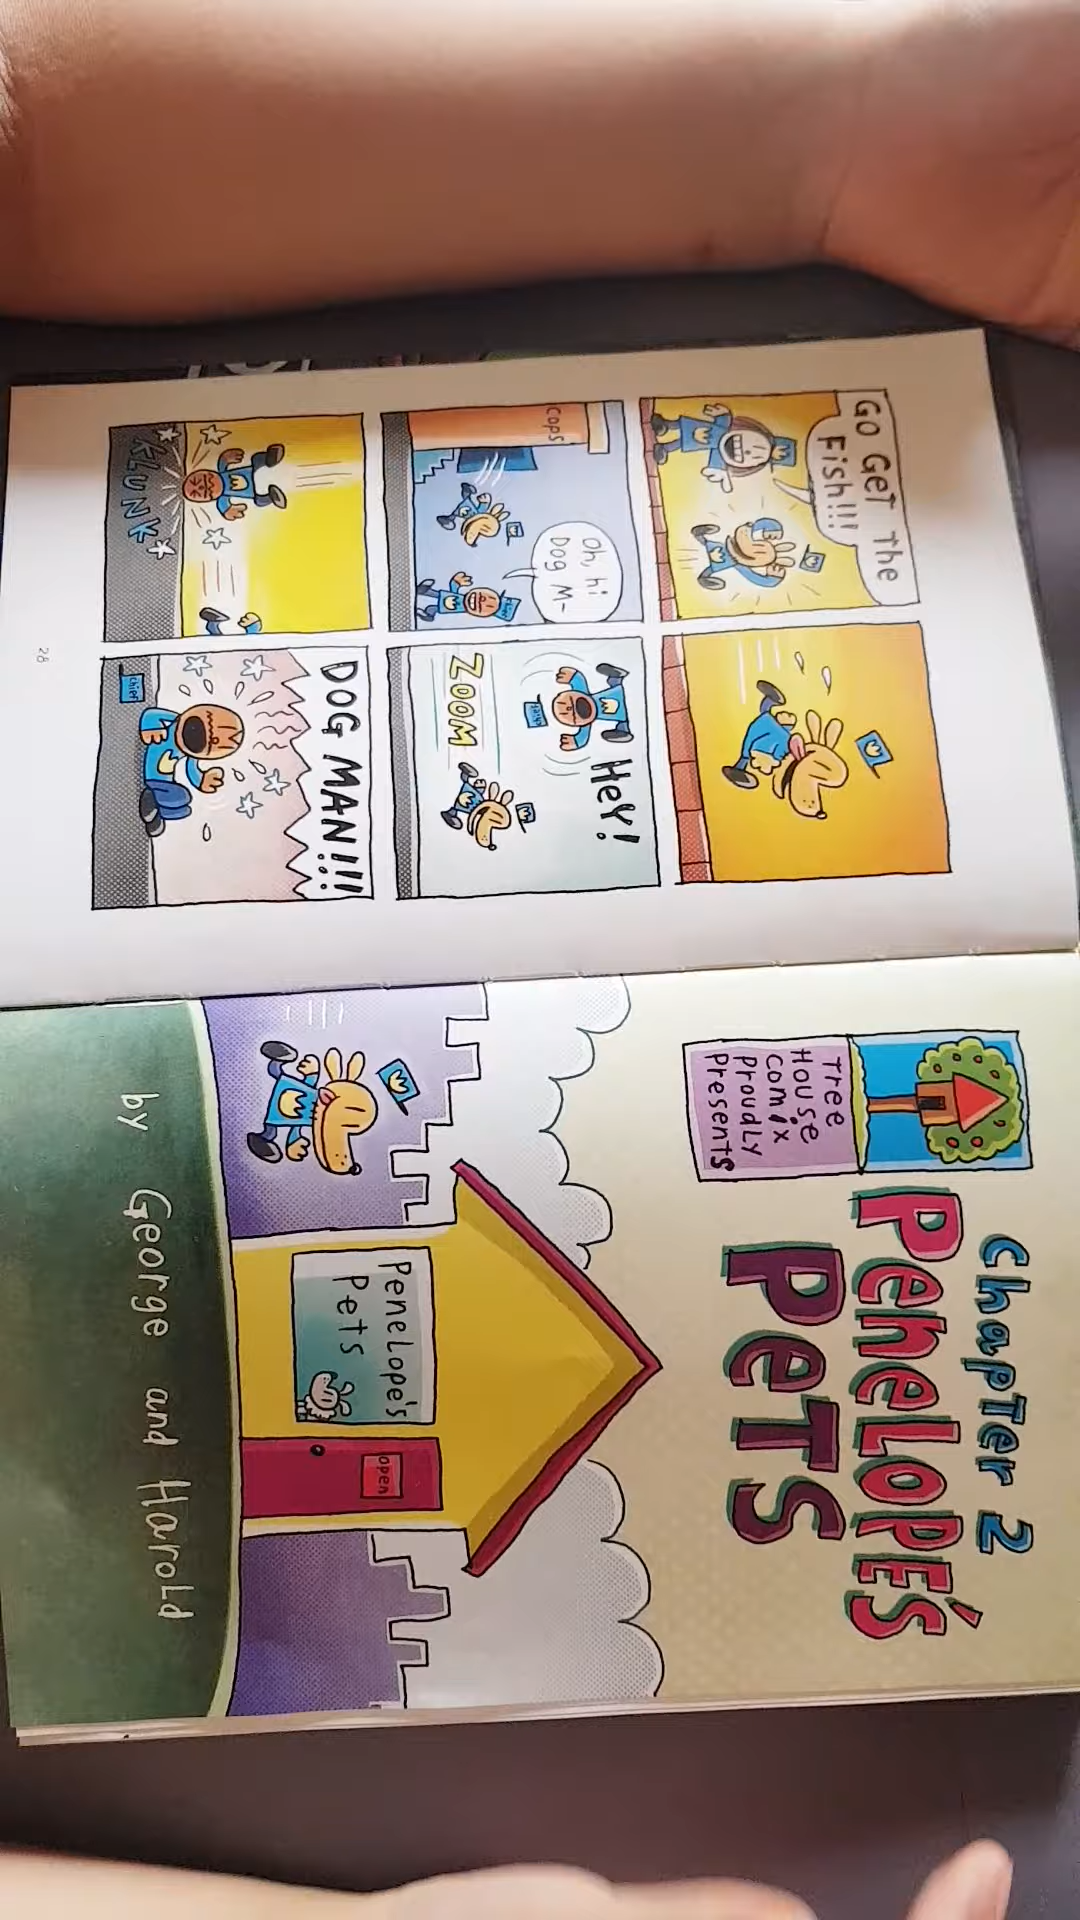 Go Get The
Fish!!!
COPS
Oh, hi
Dog M-
HeY!
chief
ZOOM
KLUNK
DOG MAN!!!
chief
28
TRee
House
comix
proudly
presents
Chapter 2
Penelope's
Pets
Penelope's
Pets
open
by George and Harold